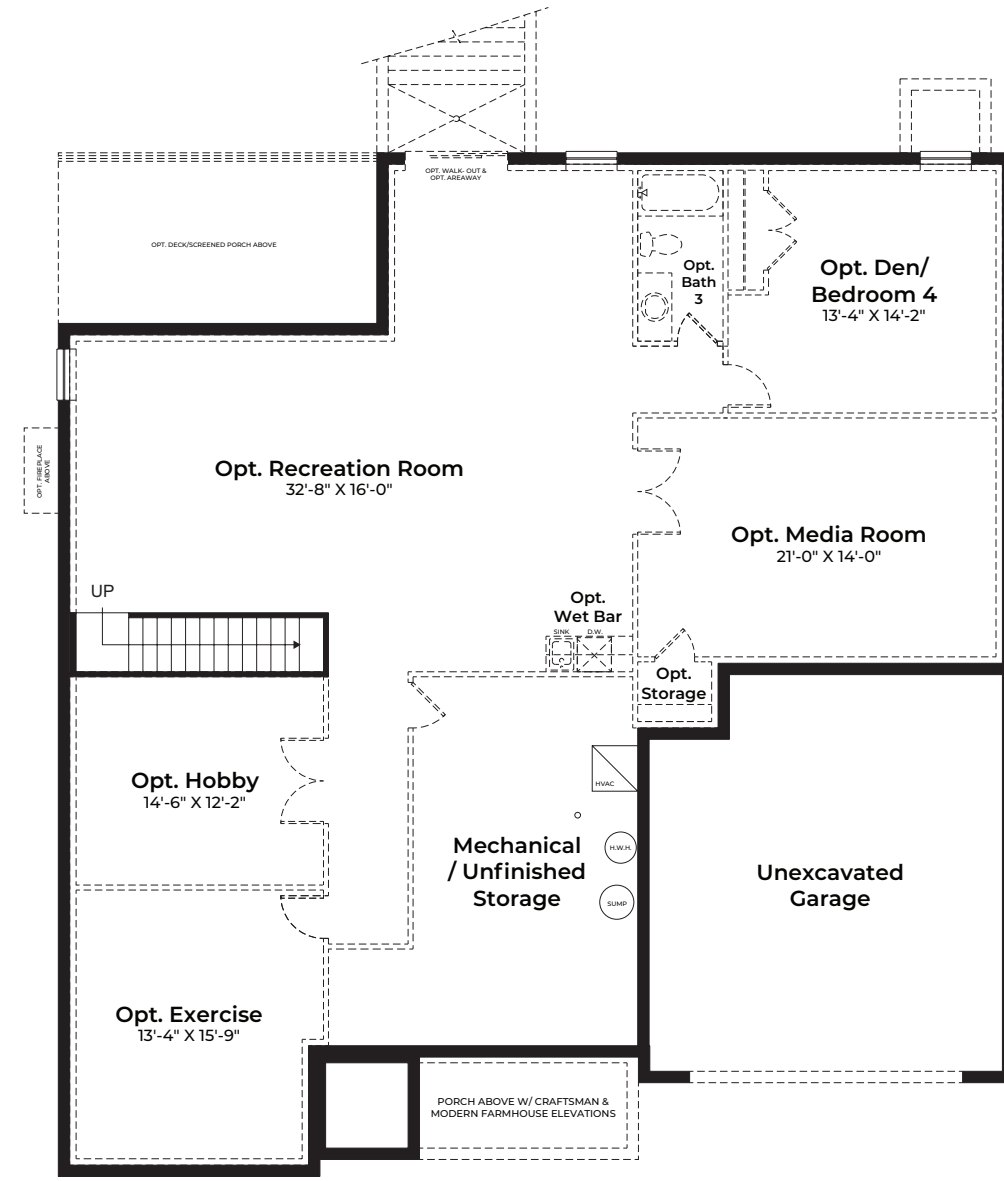 OPT. WALK- OUT &
OPT. AREAWAY
OPT. DECK/SCREENED PORCH ABOVE
Opt.
Bath
3
Opt. Den/
Bedroom 4
13'-4" X 14'-2"
OPT. FIREPLACE
ABOVE
Opt. Recreation Room
32'-8" X 16'-0"
Opt. Media Room
21'-0" X 14'-0"
UP
Opt.
Wet Bar
SINK
D.W.
Opt.
Storage
Opt. Hobby
14'-6" X 12'-2"
HVAC
Mechanical
/ Unfinished
Storage
H.W.H.
SUMP
Unexcavated
Garage
Opt. Exercise
13'-4" X 15'-9"
PORCH ABOVE W/ CRAFTSMAN &
MODERN FARMHOUSE ELEVATIONS